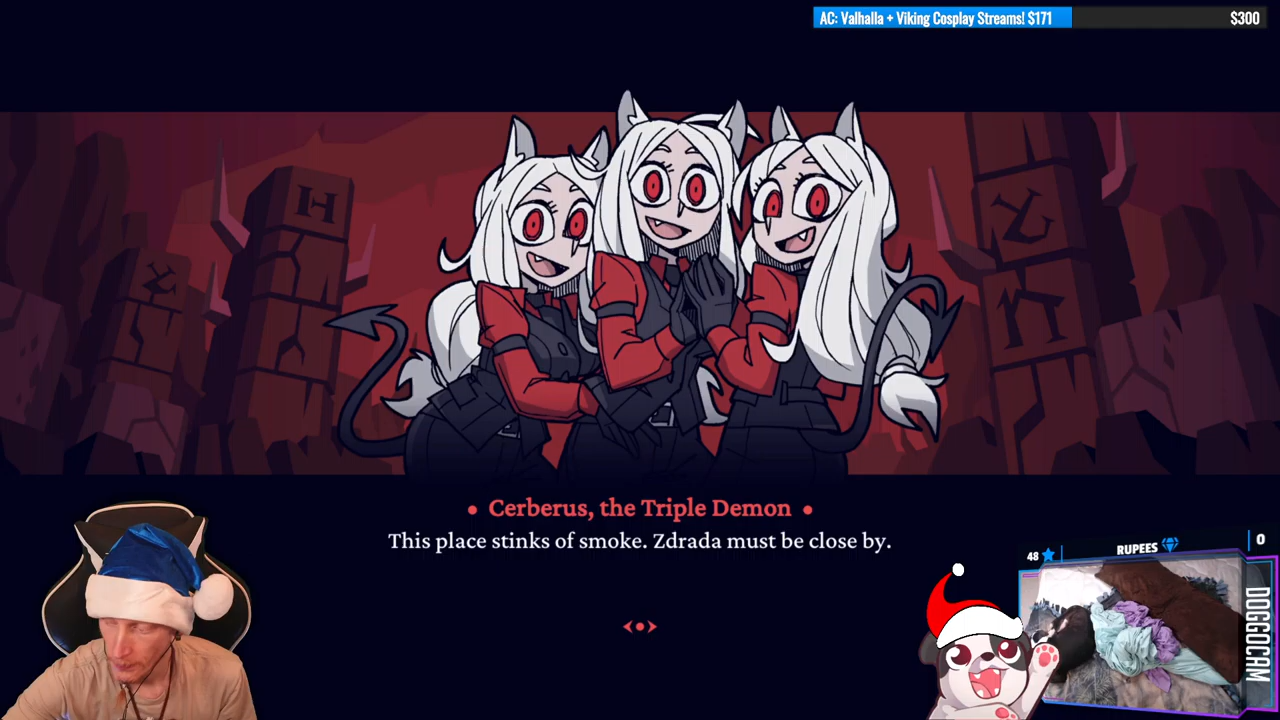 AC: Valhalla + Viking Cosplay Streams! $171
$300
• Cerberus, the Triple Demon •
This place stinks of smoke. Zdrada must be close by.
48
RUPEES
0
DOGGOCAM